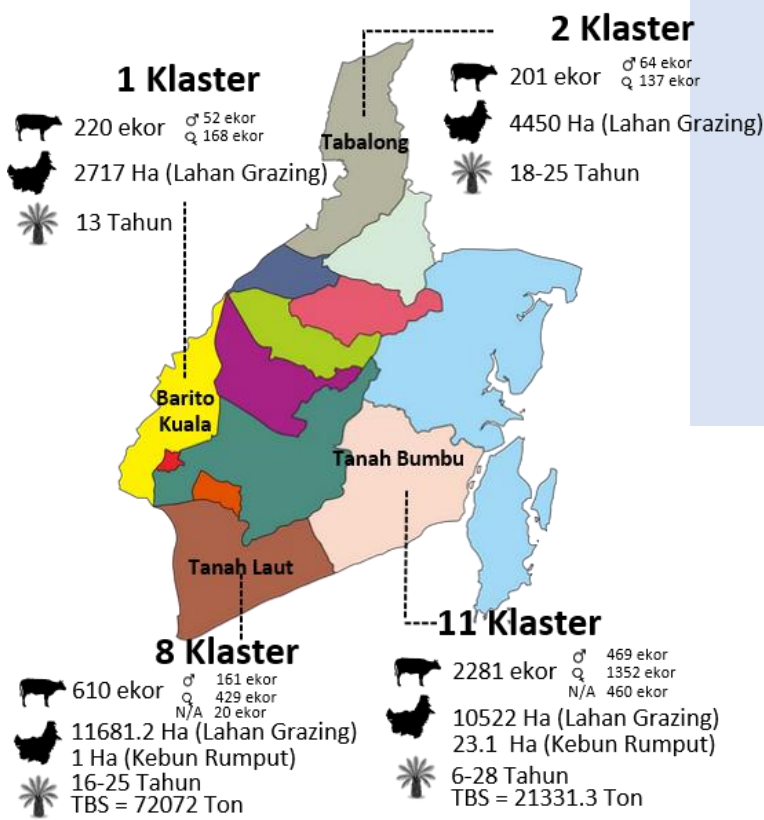 2 Klaster
201 ekor
♂ 64 ekor
♀ 137 ekor
4450 Ha (Lahan Grazing)
18-25 Tahun
1 Klaster
220 ekor
♂ 52 ekor
♀ 168 ekor
2717 Ha (Lahan Grazing)
13 Tahun
Tabalong
Barito
Kuala
Tanah Bumbu
Tanah Laut
8 Klaster
610 ekor
♂ 161 ekor
♀ 429 ekor
N/A 20 ekor
11681.2 Ha (Lahan Grazing)
1 Ha (Kebun Rumput)
16-25 Tahun
TBS = 72072 Ton
11 Klaster
2281 ekor
♂ 469 ekor
♀ 1352 ekor
N/A 460 ekor
10522 Ha (Lahan Grazing)
23.1 Ha (Kebun Rumput)
6-28 Tahun
TBS = 21331.3 Ton